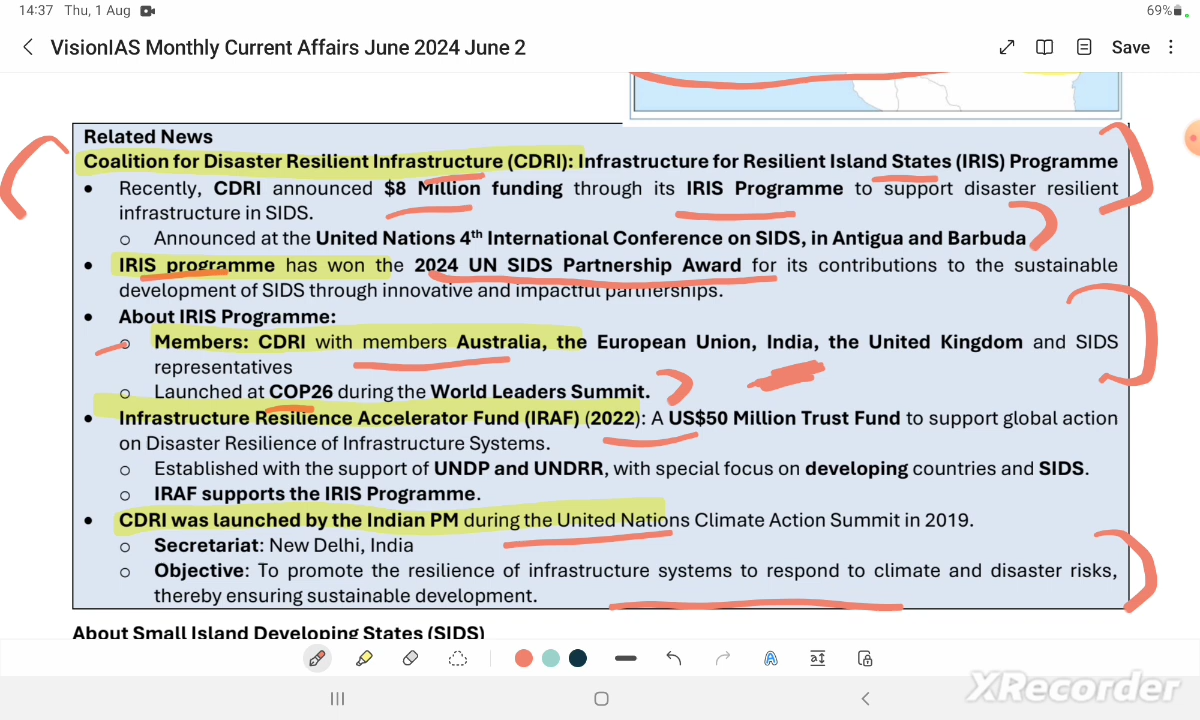 14:37 Thu, 1 Aug
69%
VisionIAS Monthly Current Affairs June 2024 June 2
Save
Related News
Coalition for Disaster Resilient Infrastructure (CDRI): Infrastructure for Resilient Island States (IRIS) Programme
• Recently, CDRI announced $8 Million funding through its IRIS Programme to support disaster resilient
infrastructure in SIDS.
o Announced at the United Nations 4th International Conference on SIDS, in Antigua and Barbuda
• IRIS programme has won the 2024 UN SIDS Partnership Award for its contributions to the sustainable
development of SIDS through innovative and impactful partnerships.
• About IRIS Programme:
o Members: CDRI with members Australia, the European Union, India, the United Kingdom and SIDS
representatives
o Launched at COP26 during the World Leaders Summit.
• Infrastructure Resilience Accelerator Fund (IRAF) (2022): A US$50 Million Trust Fund to support global action
on Disaster Resilience of Infrastructure Systems.
o Established with the support of UNDP and UNDRR, with special focus on developing countries and SIDS.
o IRAF supports the IRIS Programme.
• CDRI was launched by the Indian PM during the United Nations Climate Action Summit in 2019.
o Secretariat: New Delhi, India
o Objective: To promote the resilience of infrastructure systems to respond to climate and disaster risks,
thereby ensuring sustainable development.
About Small Island Developing States (SIDS)
XRecorder